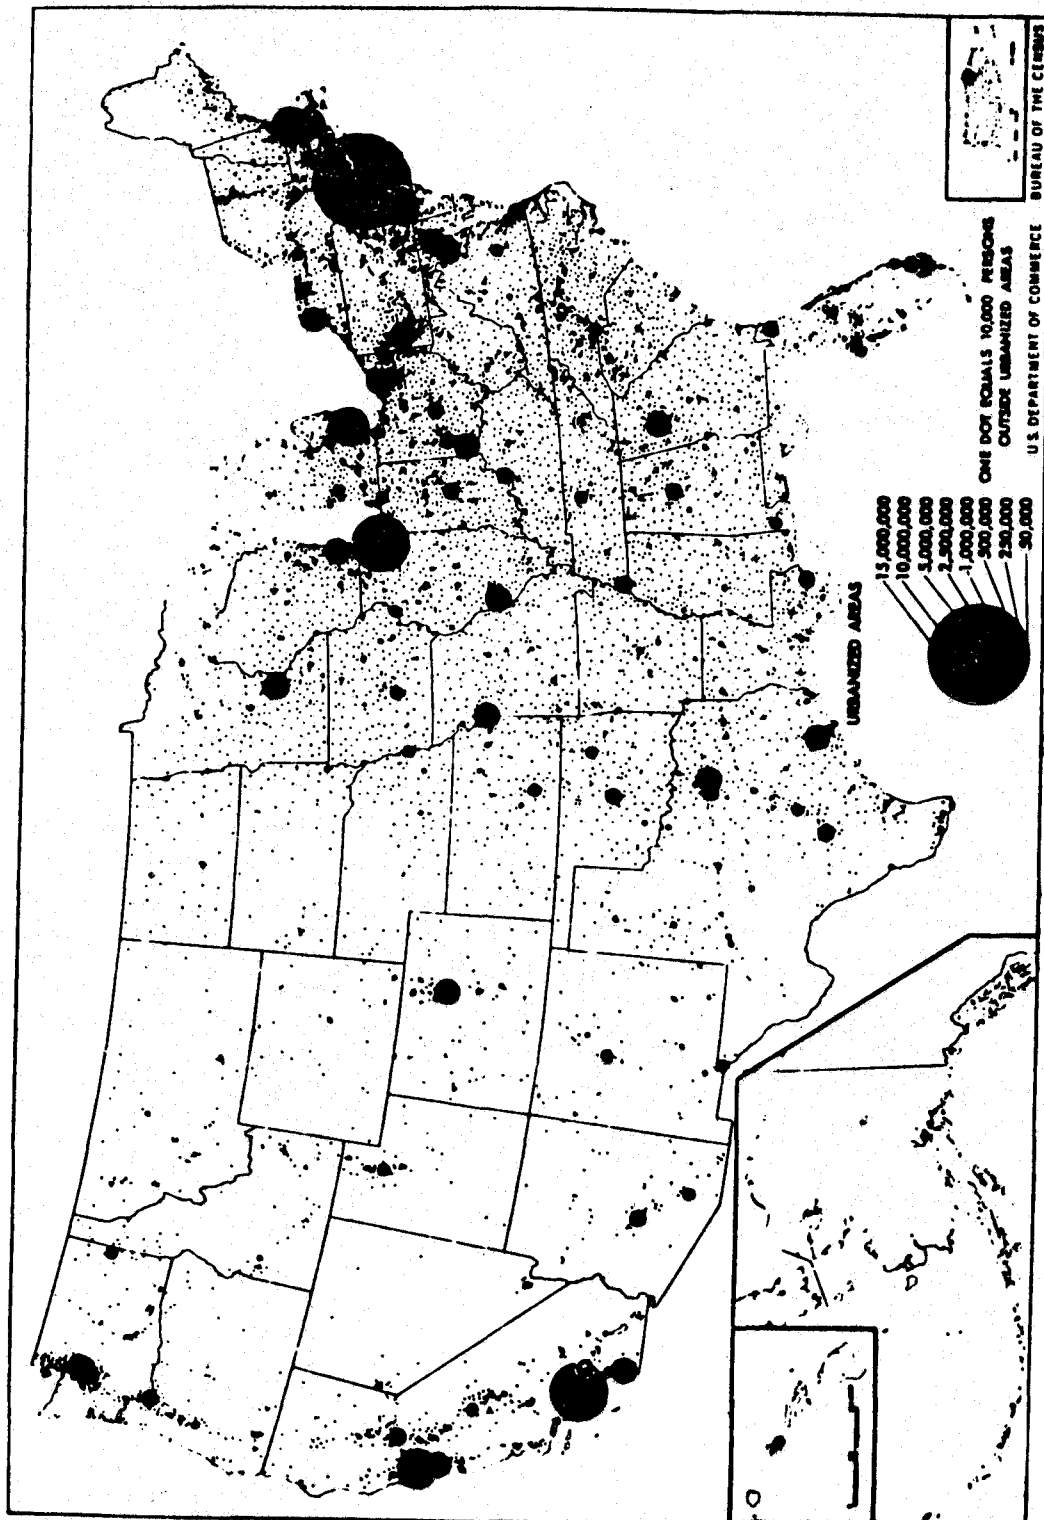 URBANIZED AREAS
15,000,000
10,000,000
5,000,000
2,500,000
1,000,000
500,000
250,000
50,000
ONE DOT EQUALS 10,000 PERSONS
OUTSIDE URBANIZED AREAS
U.S. DEPARTMENT OF COMMERCE BUREAU OF THE CENSUS